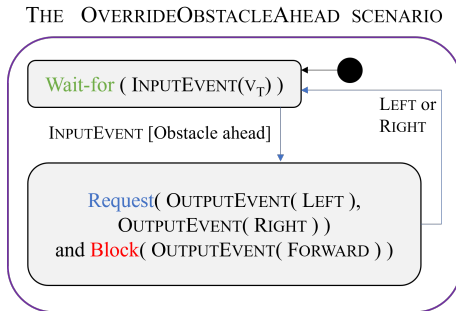 THE OVERRIDEOBSTACLEAHEAD SCENARIO
Wait-for ( INPUTEVENT(V_T) )
LEFT or
RIGHT
INPUTEVENT [Obstacle ahead]
Request( OUTPUTEVENT( LEFT ),
OUTPUTEVENT( RIGHT ) )
and Block( OUTPUTEVENT( FORWARD ) )